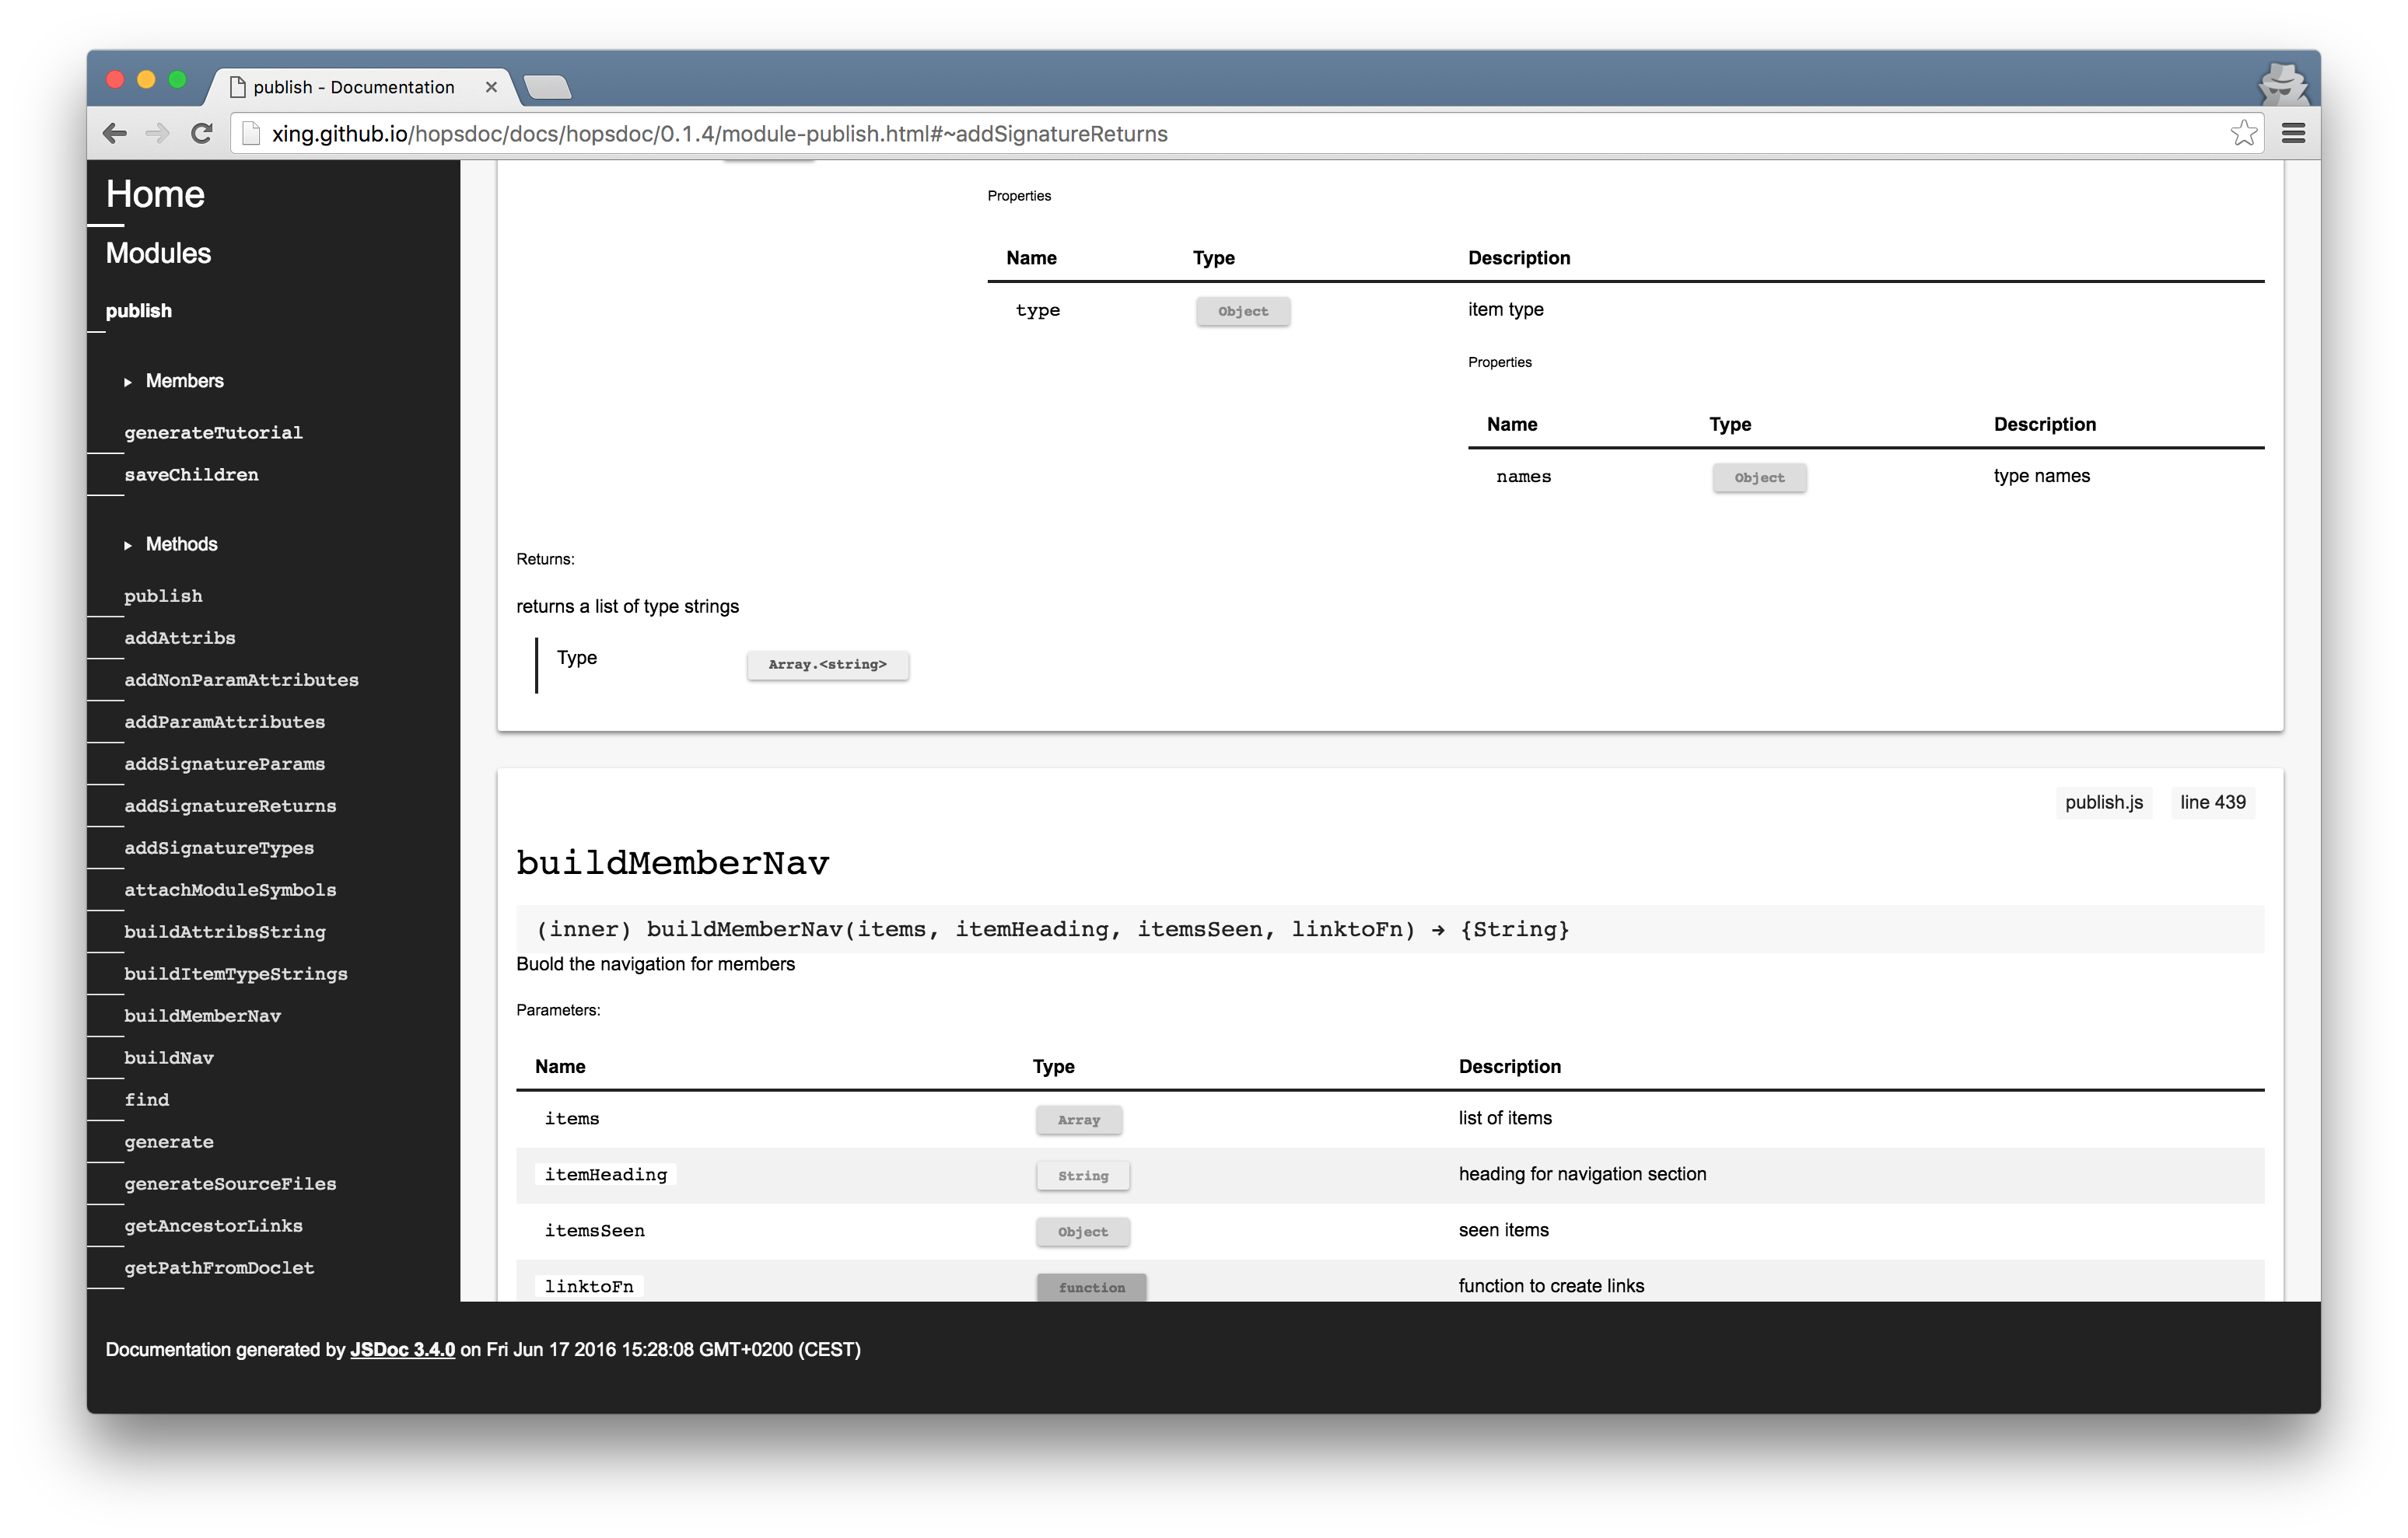 publish - Documentation
xing.github.io/hopsdoc/docs/hopsdoc/0.1.4/module-publish.html#~addSignatureReturns
Home
Modules
publish
Members
generateTutorial
saveChildren
Methods
publish
addAttribs
addNonParamAttributes
addParamAttributes
addSignatureParams
addSignatureReturns
addSignatureTypes
attachModuleSymbols
buildAttribsString
buildItemTypeStrings
buildMemberNav
buildNav
find
generate
generateSourceFiles
getAncestorLinks
getPathFromDoclet
Properties
Name Type Description
type Object item type
Properties
Name Type Description
names Object type names
Returns:
returns a list of type strings
Type Array.<string>
publish.js line 439
buildMemberNav
(inner) buildMemberNav(items, itemHeading, itemsSeen, linktoFn) → {String}
Buold the navigation for members
Parameters:
Name Type Description
items Array list of items
itemHeading String heading for navigation section
itemsSeen Object seen items
linktoFn function function to create links
Documentation generated by JSDoc 3.4.0 on Fri Jun 17 2016 15:28:08 GMT+0200 (CEST)